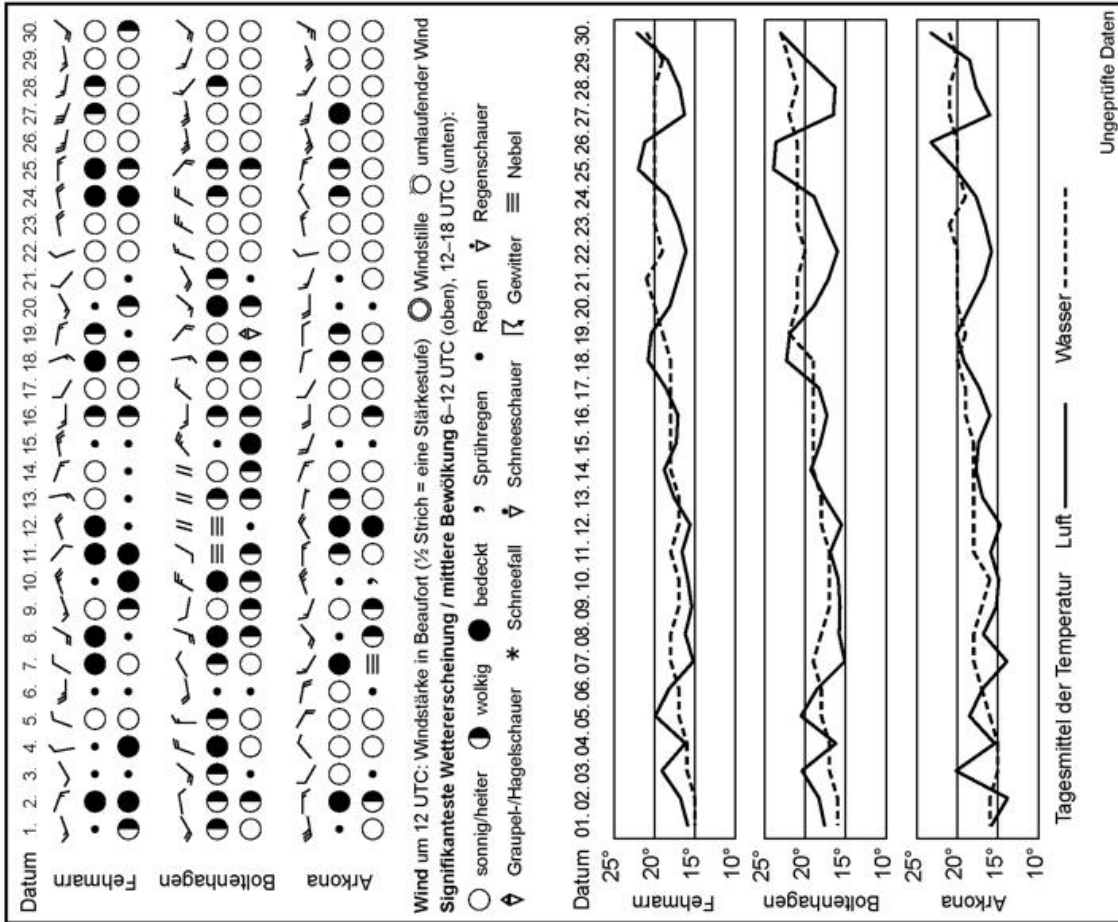 Datum 1. 2. 3. 4. 5. 6. 7. 8. 9. 10. 11. 12. 13. 14. 15. 16. 17. 18. 19. 20. 21. 22. 23. 24. 25. 26. 27. 28. 29. 30.
Fehmarn
Boltenhagen
Arkona
Wind um 12 UTC: Windstärke in Beaufort (½ Strich = eine Stärkestufe) Windstille umlaufender Wind
Signifikanteste Wettererscheinung / mittlere Bewölkung 6–12 UTC (oben), 12–18 UTC (unten):
sonnig/heiter wolkig bedeckt Sprühregen Regen Regenschauer
Graupel-/Hagelschauer Schneefall Schneeschauer Gewitter Nebel
Datum 01. 02. 03. 04. 05. 06. 07. 08. 09. 10. 11. 12. 13. 14. 15. 16. 17. 18. 19. 20. 21. 22. 23. 24. 25. 26. 27. 28. 29. 30.
25°
20°
15°
10°
Fehmarn
25°
20°
15°
10°
Boltenhagen
25°
20°
15°
10°
Arkona
Tagesmittel der Temperatur Luft Wasser
Ungeprüfte Daten